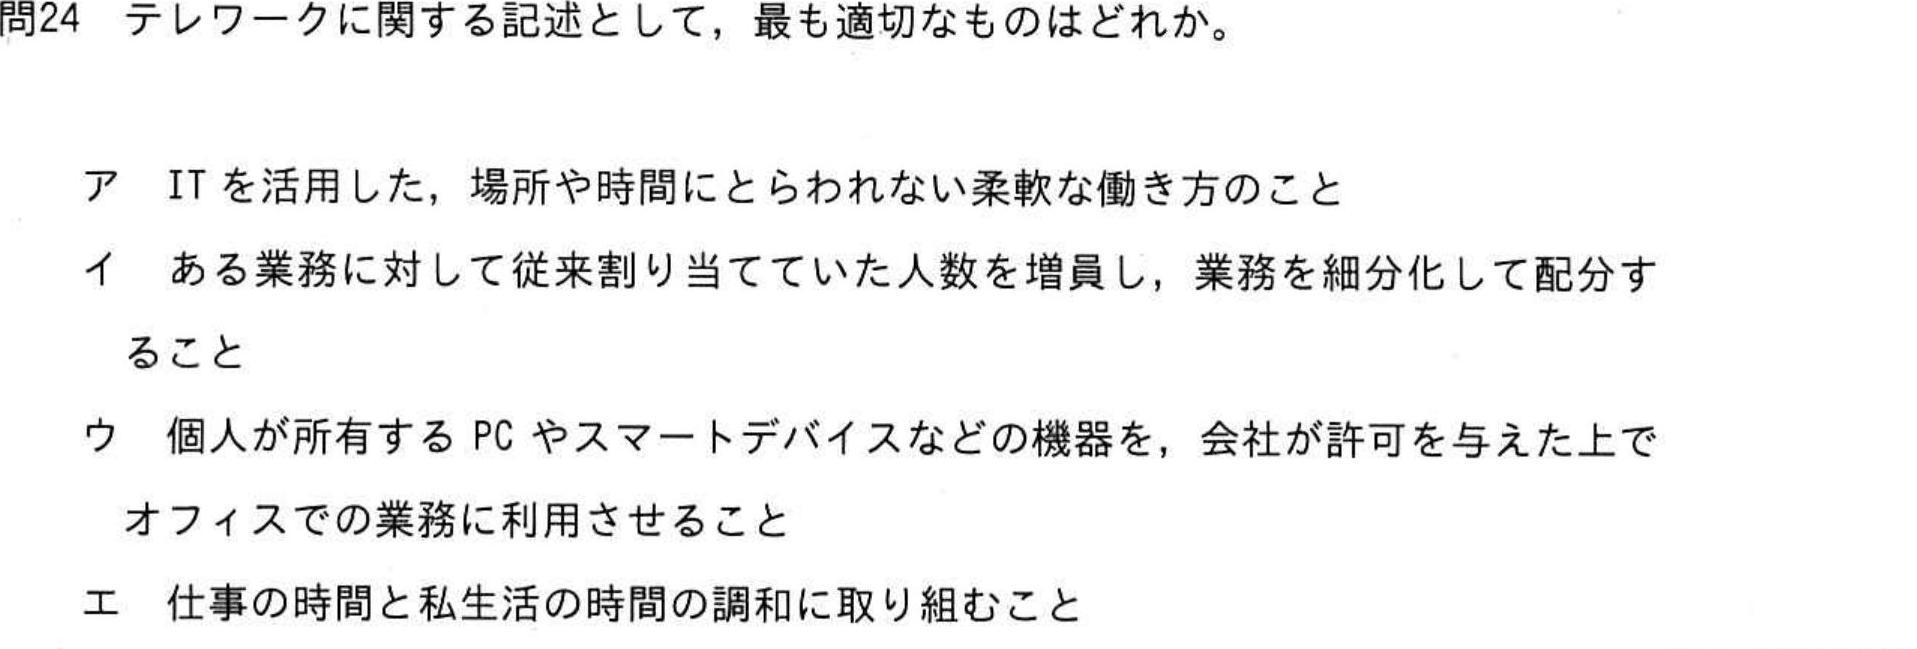 問24 テレワークに関する記述として，最も適切なものはどれか。
ア ITを活用した，場所や時間にとらわれない柔軟な働き方のこと
イ ある業務に対して従来割り当てていた人数を増員し，業務を細分化して配分す
ること
ウ 個人が所有する PC やスマートデバイスなどの機器を，会社が許可を与えた上で
オフィスでの業務に利用させること
エ 仕事の時間と私生活の時間の調和に取り組むこと